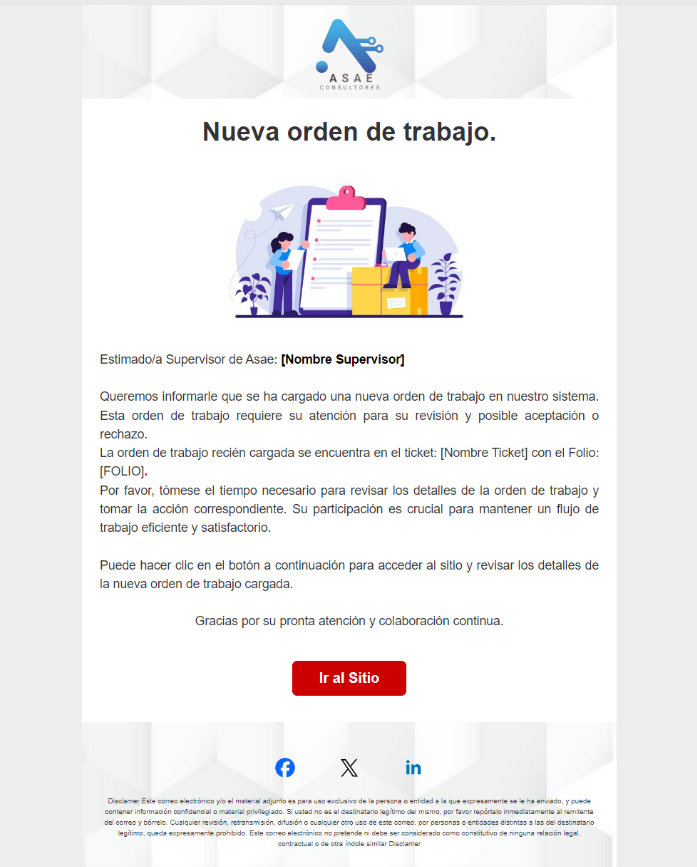 ASAE
CONSULTORES
Nueva orden de trabajo.
Estimado/a Supervisor de Asae: [Nombre Supervisor]
Queremos informarle que se ha cargado una nueva orden de trabajo en nuestro sistema.
Esta orden de trabajo requiere su atención para su revisión y posible aceptación o
rechazo.
La orden de trabajo recién cargada se encuentra en el ticket: [Nombre Ticket] con el Folio:
[FOLIO].
Por favor, tómese el tiempo necesario para revisar los detalles de la orden de trabajo y
tomar la acción correspondiente. Su participación es crucial para mantener un flujo de
trabajo eficiente y satisfactorio.
Puede hacer clic en el botón a continuación para acceder al sitio y revisar los detalles de
la nueva orden de trabajo cargada.
Gracias por su pronta atención y colaboración continua.
Ir al Sitio
Disclamer Este correo electrónico y/o el material adjunto es para uso exclusivo de la persona o entidad a la que expresamente se le ha enviado, y puede
contener información confidencial o material privilegiado. Si usted no es el destinatario legítimo del mismo, por favor repórtelo inmediatamente al remitente
del correo y bórrelo. Cualquier revisión, retransmisión, difusión o cualquier otro uso de este correo, por personas o entidades distintas a las del destinatario
legítimo, queda expresamente prohibido. Este correo electrónico no pretende ni debe ser considerado como constitutivo de ninguna relación legal,
contractual o de otra índole similar Disclamer